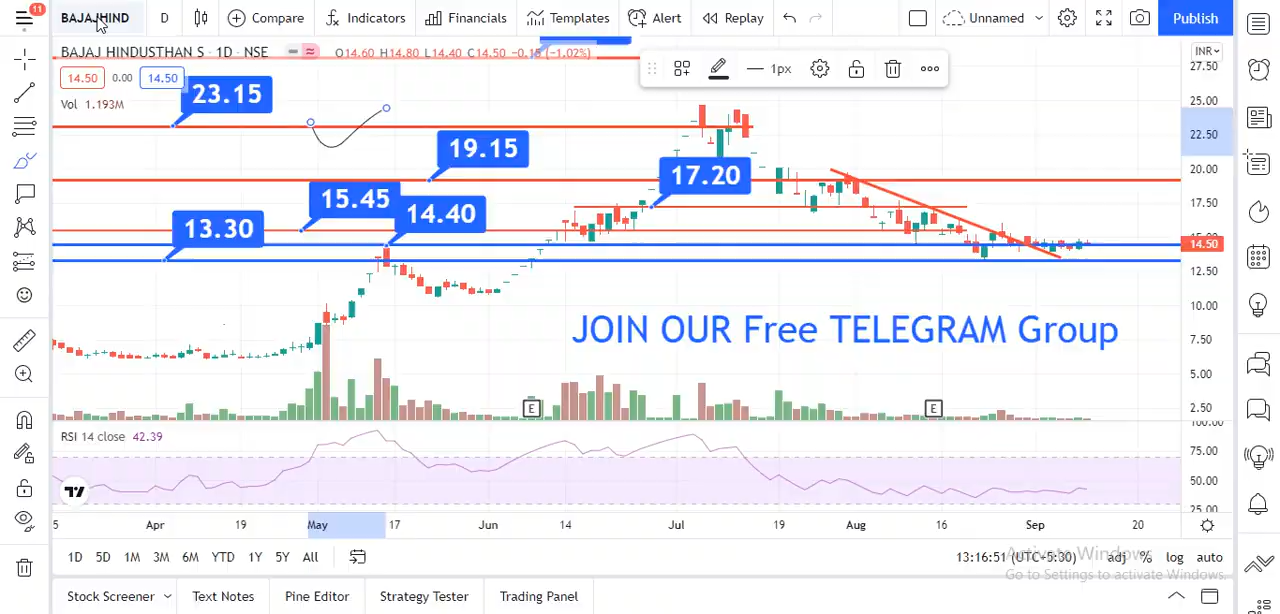 11
BAJAJHIND
D
Compare
Indicators
Financials
Templates
Alert
Replay
Unnamed
Publish
BAJAJ HINDUSTHAN S · 1D · NSE
O14.60 H14.80 L14.40 C14.50 −0.15 (−1.02%)
1px
INR
14.50 0.00 14.50
Vol 1.193M
23.15
19.15
17.20
15.45
14.40
13.30
27.50
25.00
22.50
20.00
17.50
15.00
14.50
12.50
10.00
7.50
5.00
2.50
JOIN OUR Free TELEGRAM Group
E
E
RSI 14 close 42.39
100.00
75.00
50.00
25.00
5 Apr 19 May 17 Jun 14 Jul 19 Aug 16 Sep 20
1D 5D 1M 3M 6M YTD 1Y 5Y All
13:16:51 (UTC+5:30) adj % log auto
Activate Windows
Go to Settings to activate Windows.
Stock Screener
Text Notes
Pine Editor
Strategy Tester
Trading Panel